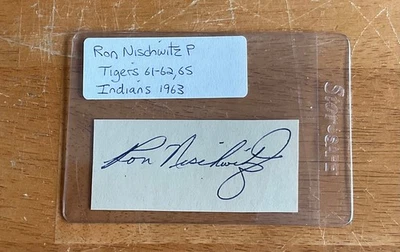 Ron Nischwitz P
Tigers 61-62, 65
Indians 1963
Ron Nischwitz